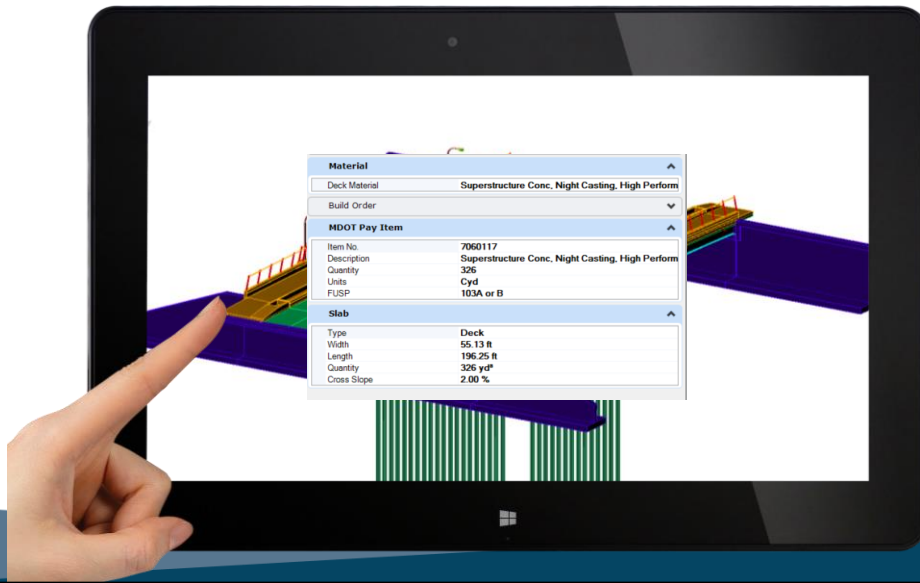 Material
Deck Material Superstructure Conc, Night Casting, High Perform
Build Order
MDOT Pay Item
Item No. 7060117
Description Superstructure Conc, Night Casting, High Perform
Quantity 326
Units Cyd
FUSP 103A or B
Slab
Type Deck
Width 55.13 ft
Length 196.25 ft
Quantity 326 yd³
Cross Slope 2.00 %